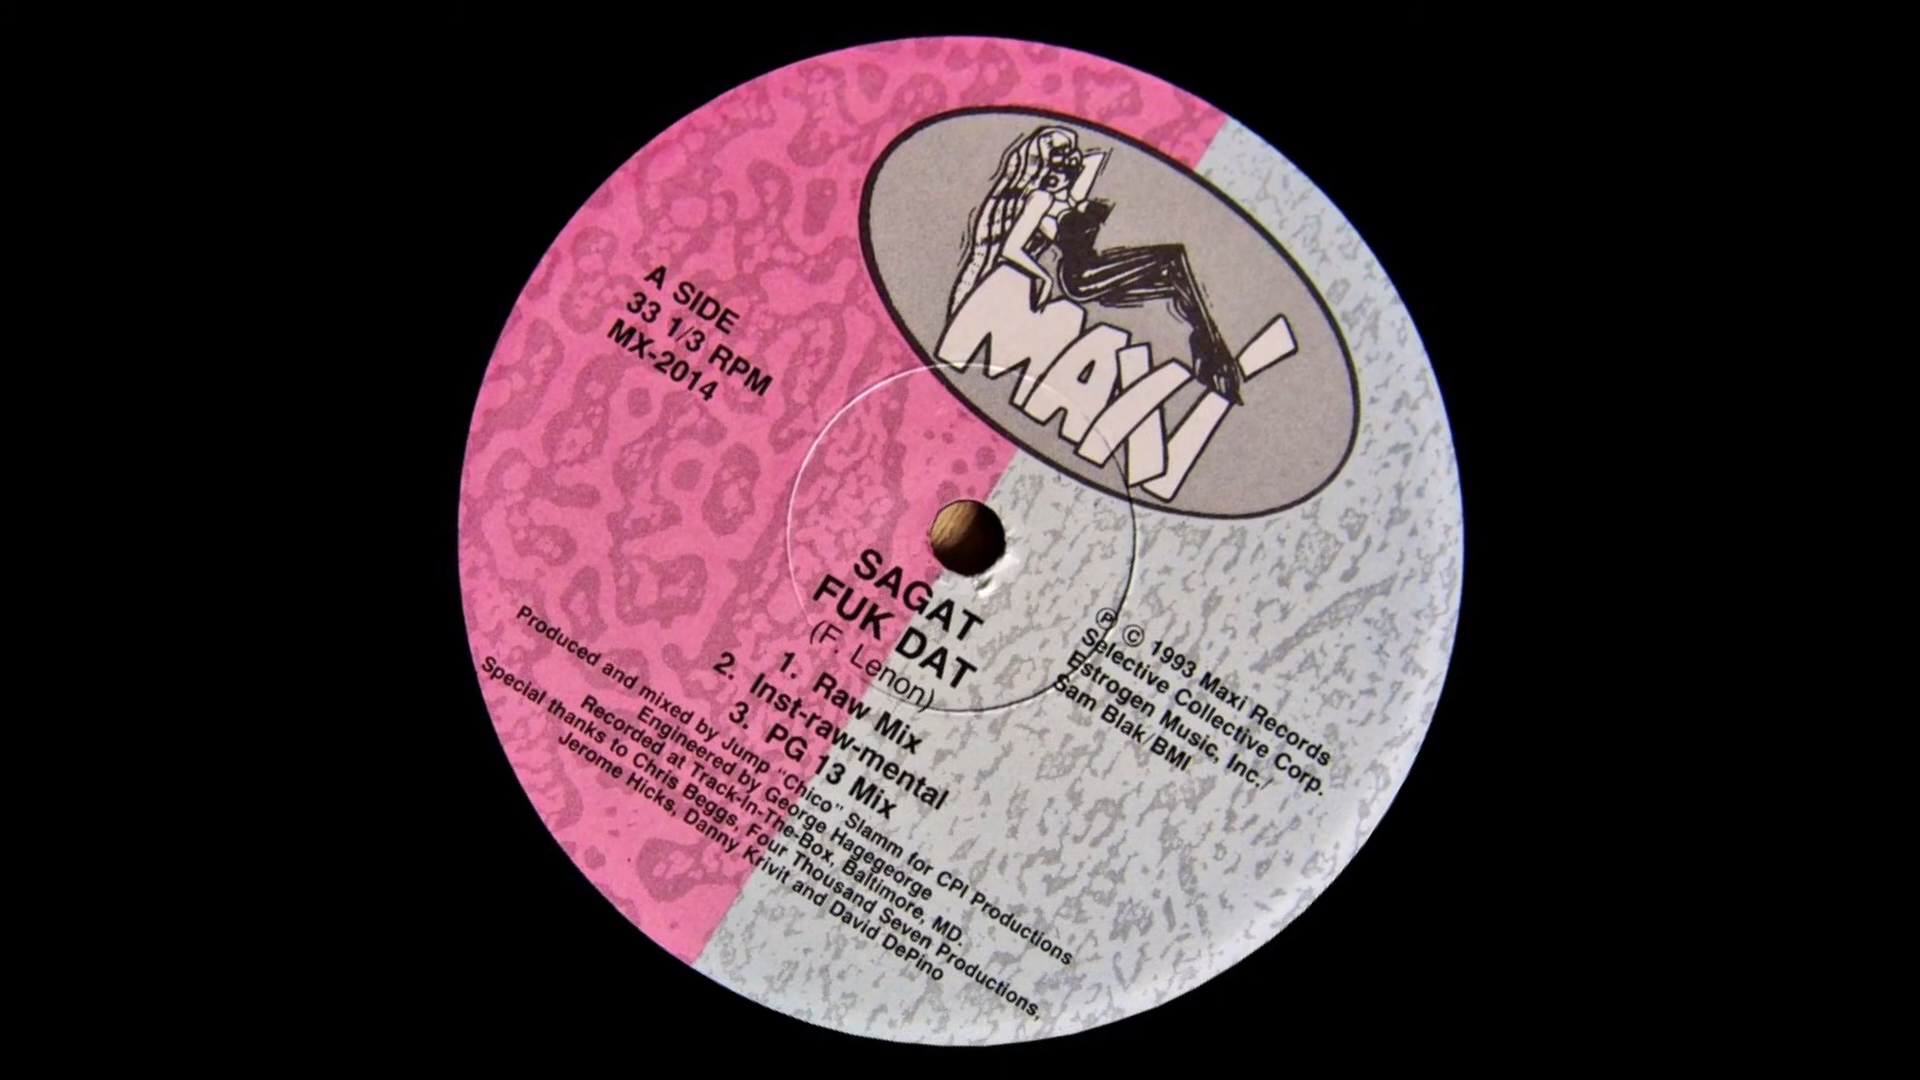 MAXI
A SIDE
33 1/3 RPM
MX-2014
SAGAT
FUK DAT
(F. Lenon)
1. Raw Mix
2. Inst-raw-mental
3. PG 13 Mix
Produced and mixed by Jump "Chico" Slamm for CPI Productions
Engineered by George Hagegeorge
Recorded at Track-In-The-Box, Baltimore, MD.
Special thanks to Chris Beggs, Four Thousand Seven Productions,
Jerome Hicks, Danny Krivit and David DePino
Ⓟ © 1993 Maxi Records
Selective Collective Corp.
Estrogen Music, Inc./
Sam Blak/BMI